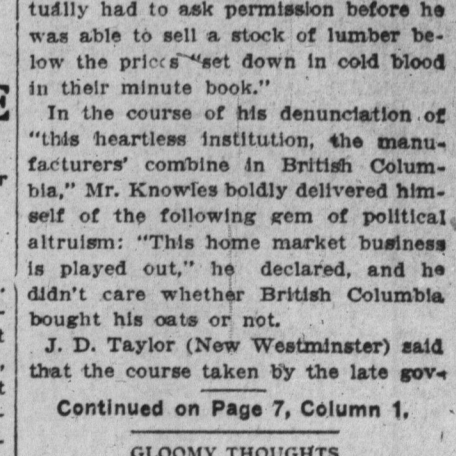 tually had to ask permission before he
was able to sell a stock of lumber be-
low the prices "set down in cold blood
in their minute book."
In the course of his denunciation of
"this heartless institution, the manu-
facturers' combine in British Colum-
bia," Mr. Knowles boldly delivered him-
self of the following gem of political
altruism: "This home market business
is played out," he declared, and he
didn't care whether British Columbia
bought his oats or not.
J. D. Taylor (New Westminster) said
that the course taken by the late gov-
Continued on Page 7, Column 1.
GLOOMY THOUGHTS